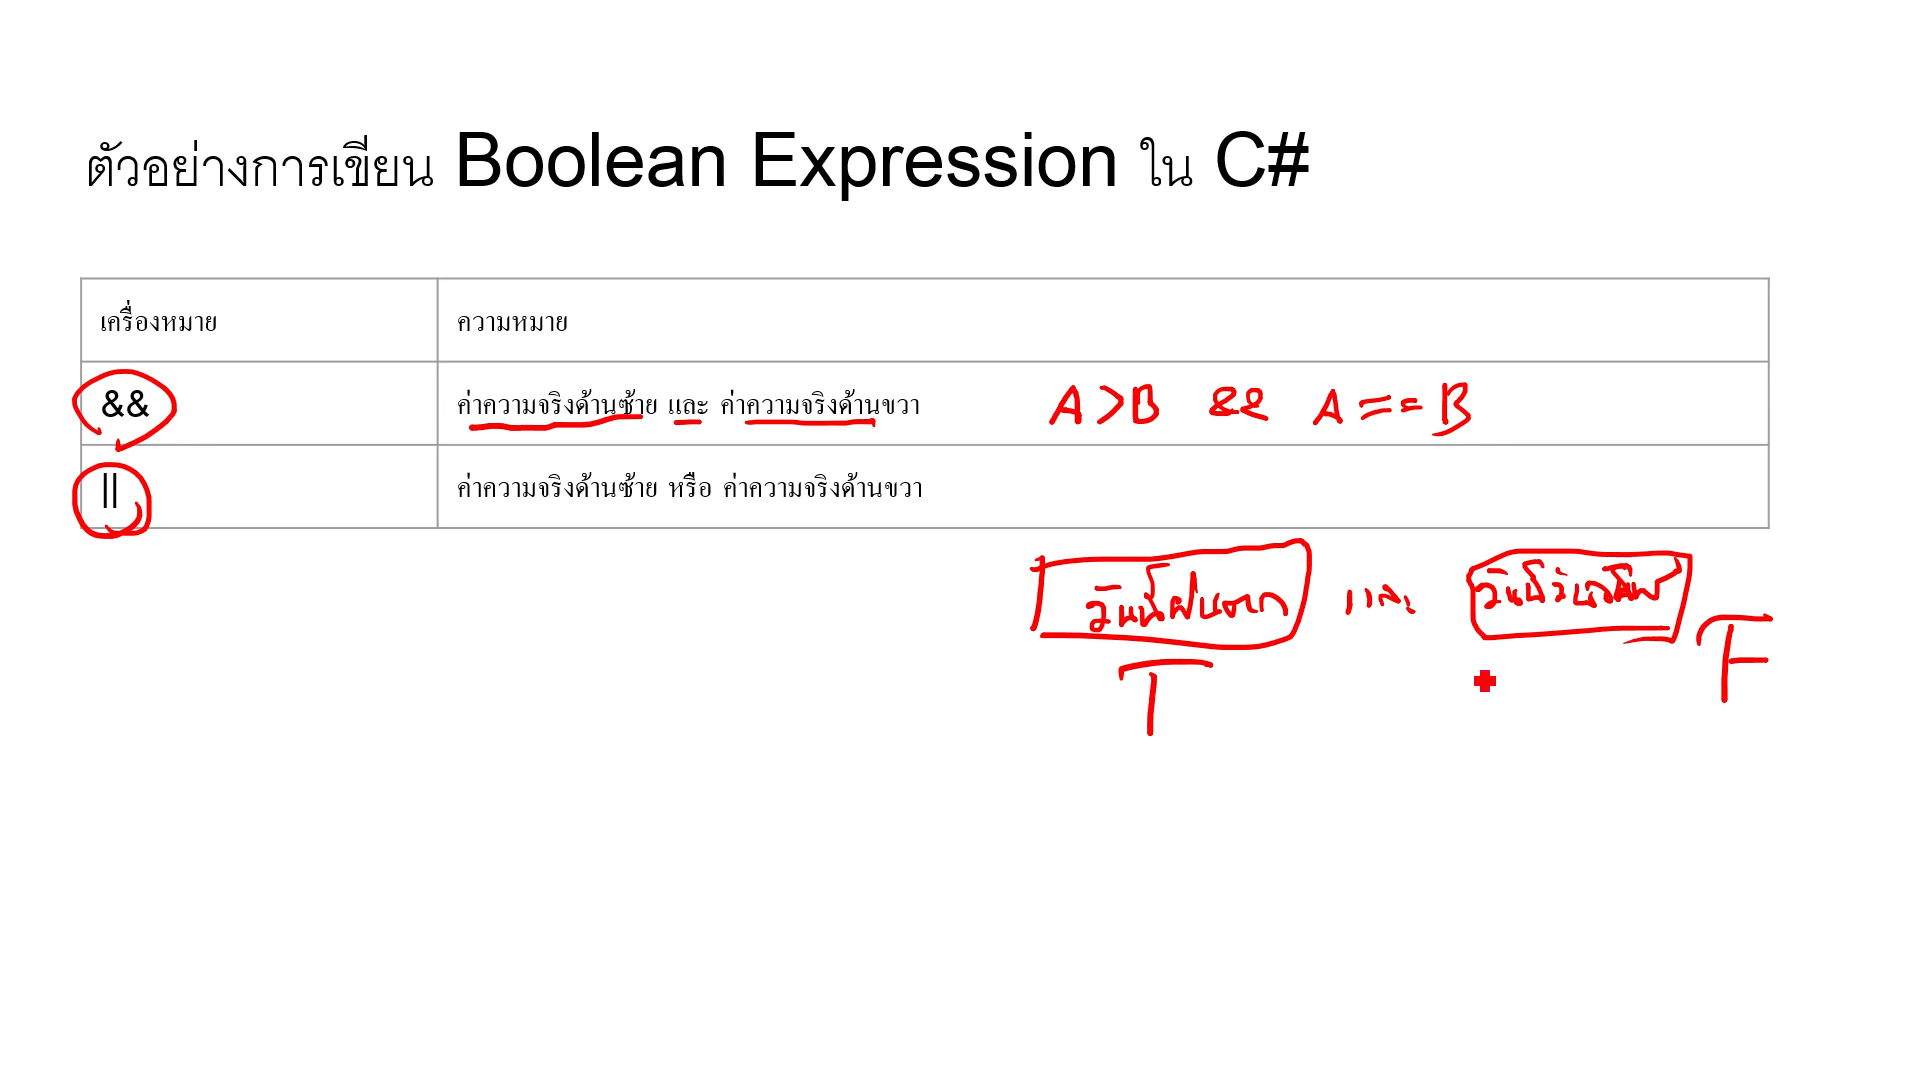 ตัวอย่างการเขียน Boolean Expression ใน C#
เครื่องหมาย ความหมาย
&& ค่าความจริงด้านซ้าย และ ค่าความจริงด้านขวา A >B && A == B
|| ค่าความจริงด้านซ้าย หรือ ค่าความจริงด้านขวา
วันนี้ฝนตก และ
T F